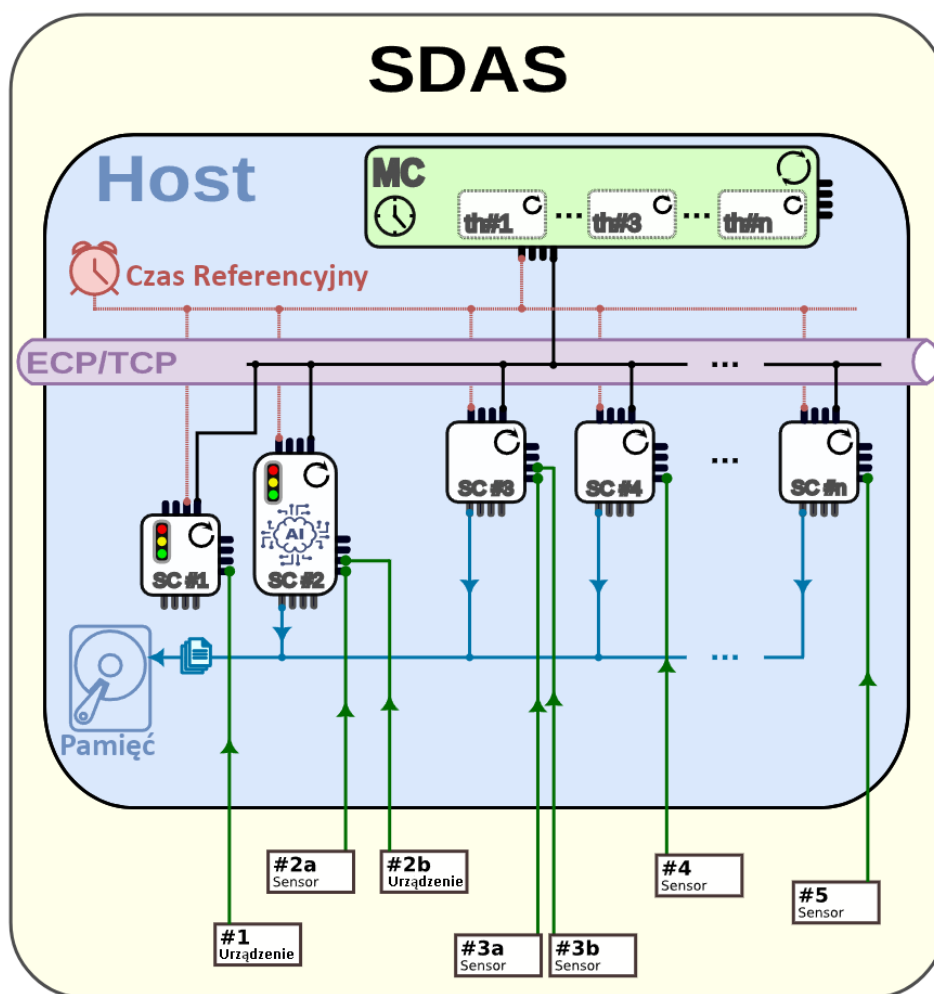 SDAS
Host
MC
th#1
...
th#3
...
th#n
Czas Referencyjny
ECP/TCP
...
SC #3
SC #4
...
SC #n
AI
SC #1
SC #2
...
Pamięć
#2a
Sensor
#2b
Urządzenie
#4
Sensor
#5
Sensor
#1
Urządzenie
#3a
Sensor
#3b
Sensor